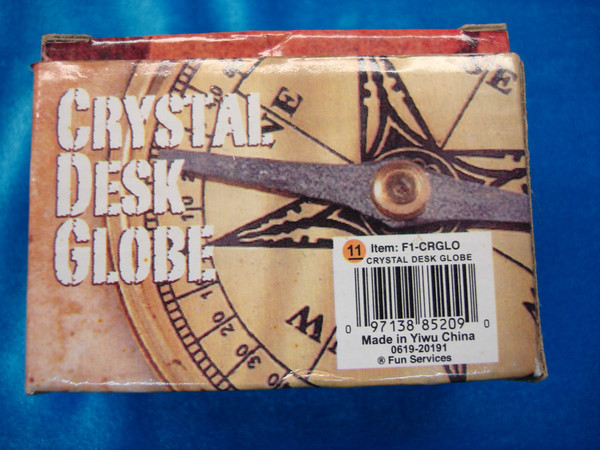 CRYSTAL
DESK
GLOBE
E
SE
W
11 Item: F1-CRGLO
CRYSTAL DESK GLOBE
0 97138 85209 0
Made in Yiwu China
0619-20191
® Fun Services